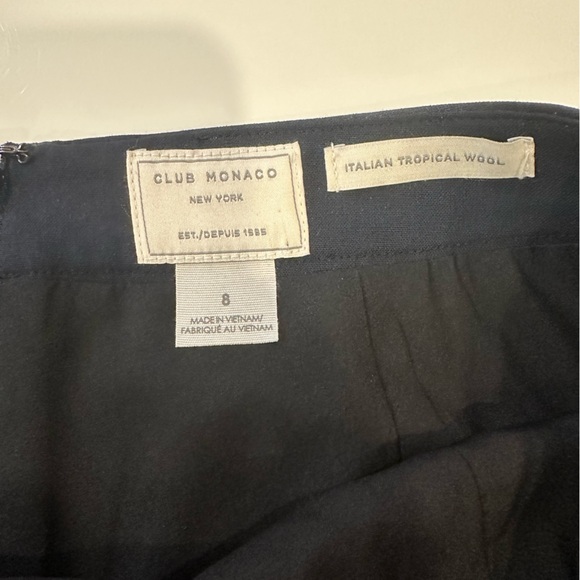 CLUB MONACO
NEW YORK
EST./DEPUIS 1985
ITALIAN TROPICAL WOOL
8
MADE IN VIETNAM/
FABRIQUÉ AU VIETNAM